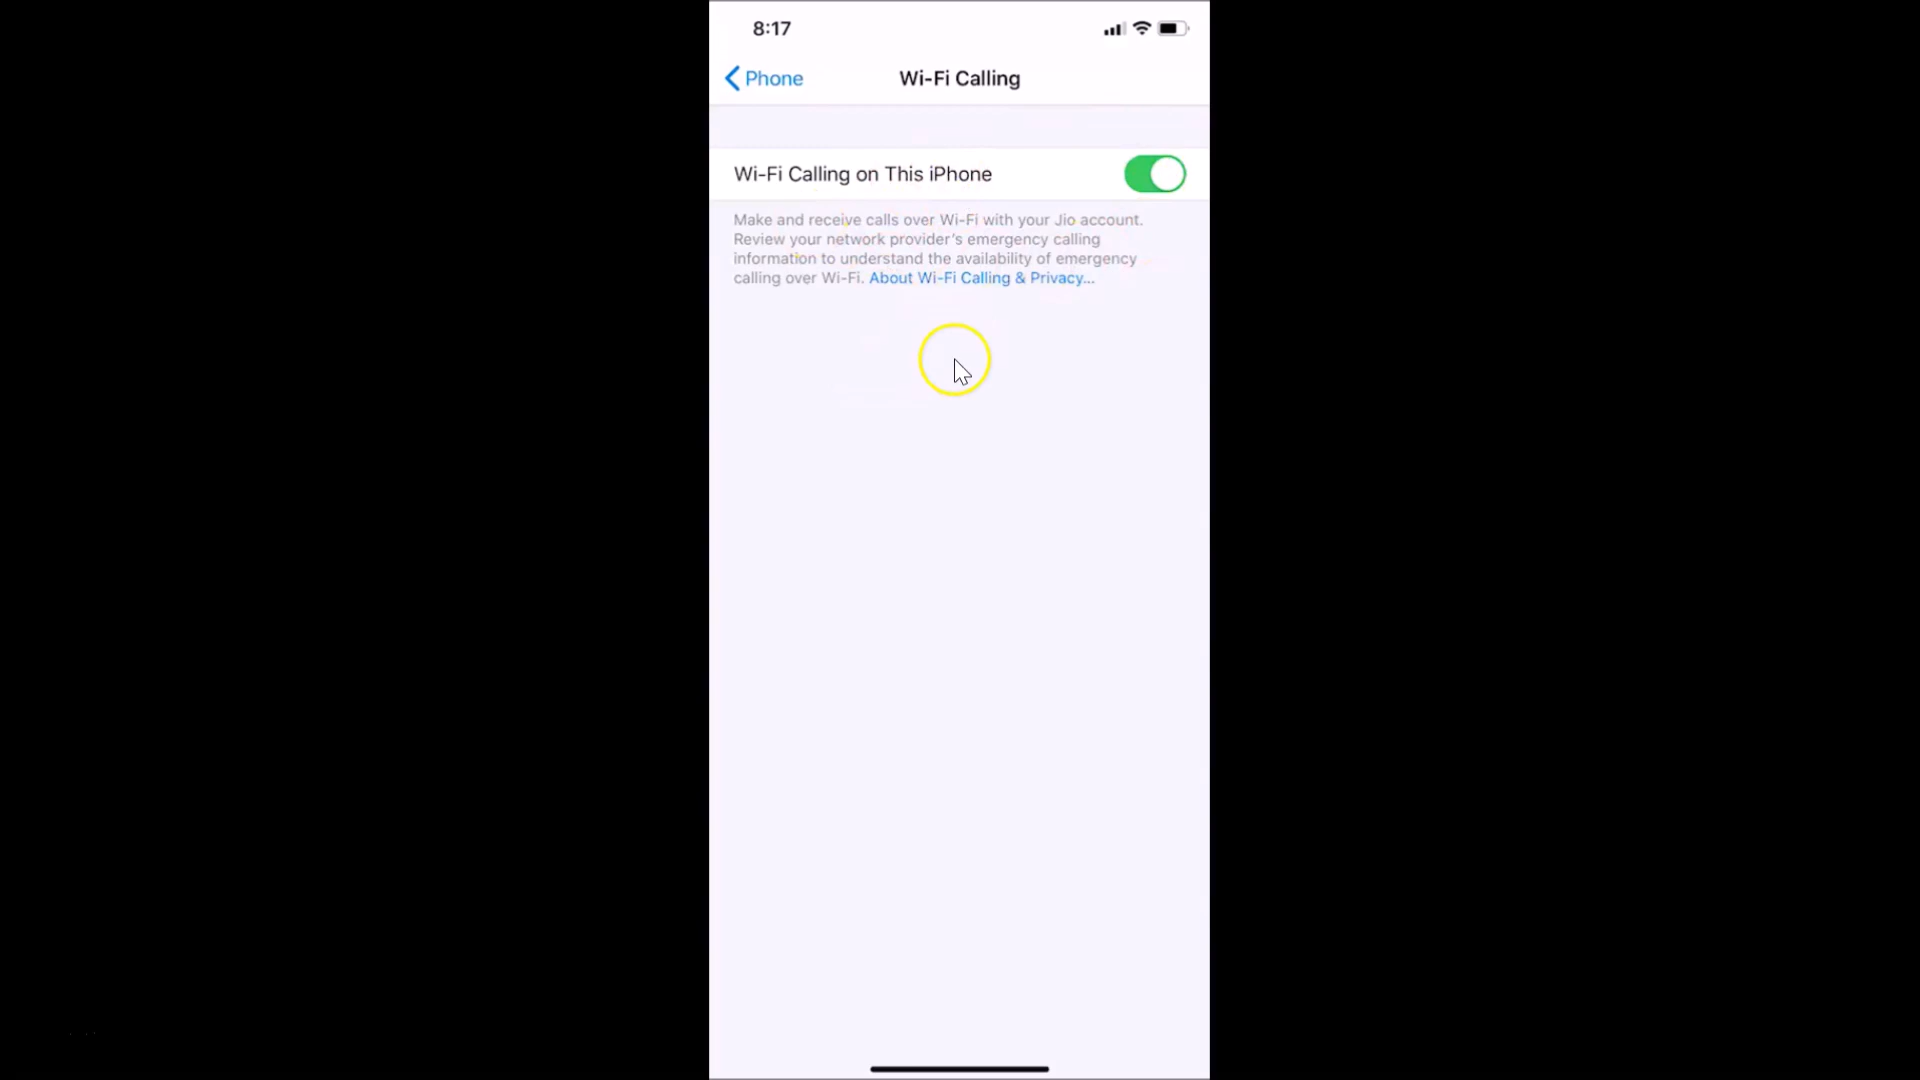 8:17
Phone
Wi-Fi Calling
Wi-Fi Calling on This iPhone
Make and receive calls over Wi-Fi with your Jio account.
Review your network provider's emergency calling
information to understand the availability of emergency
calling over Wi-Fi. About Wi-Fi Calling & Privacy...